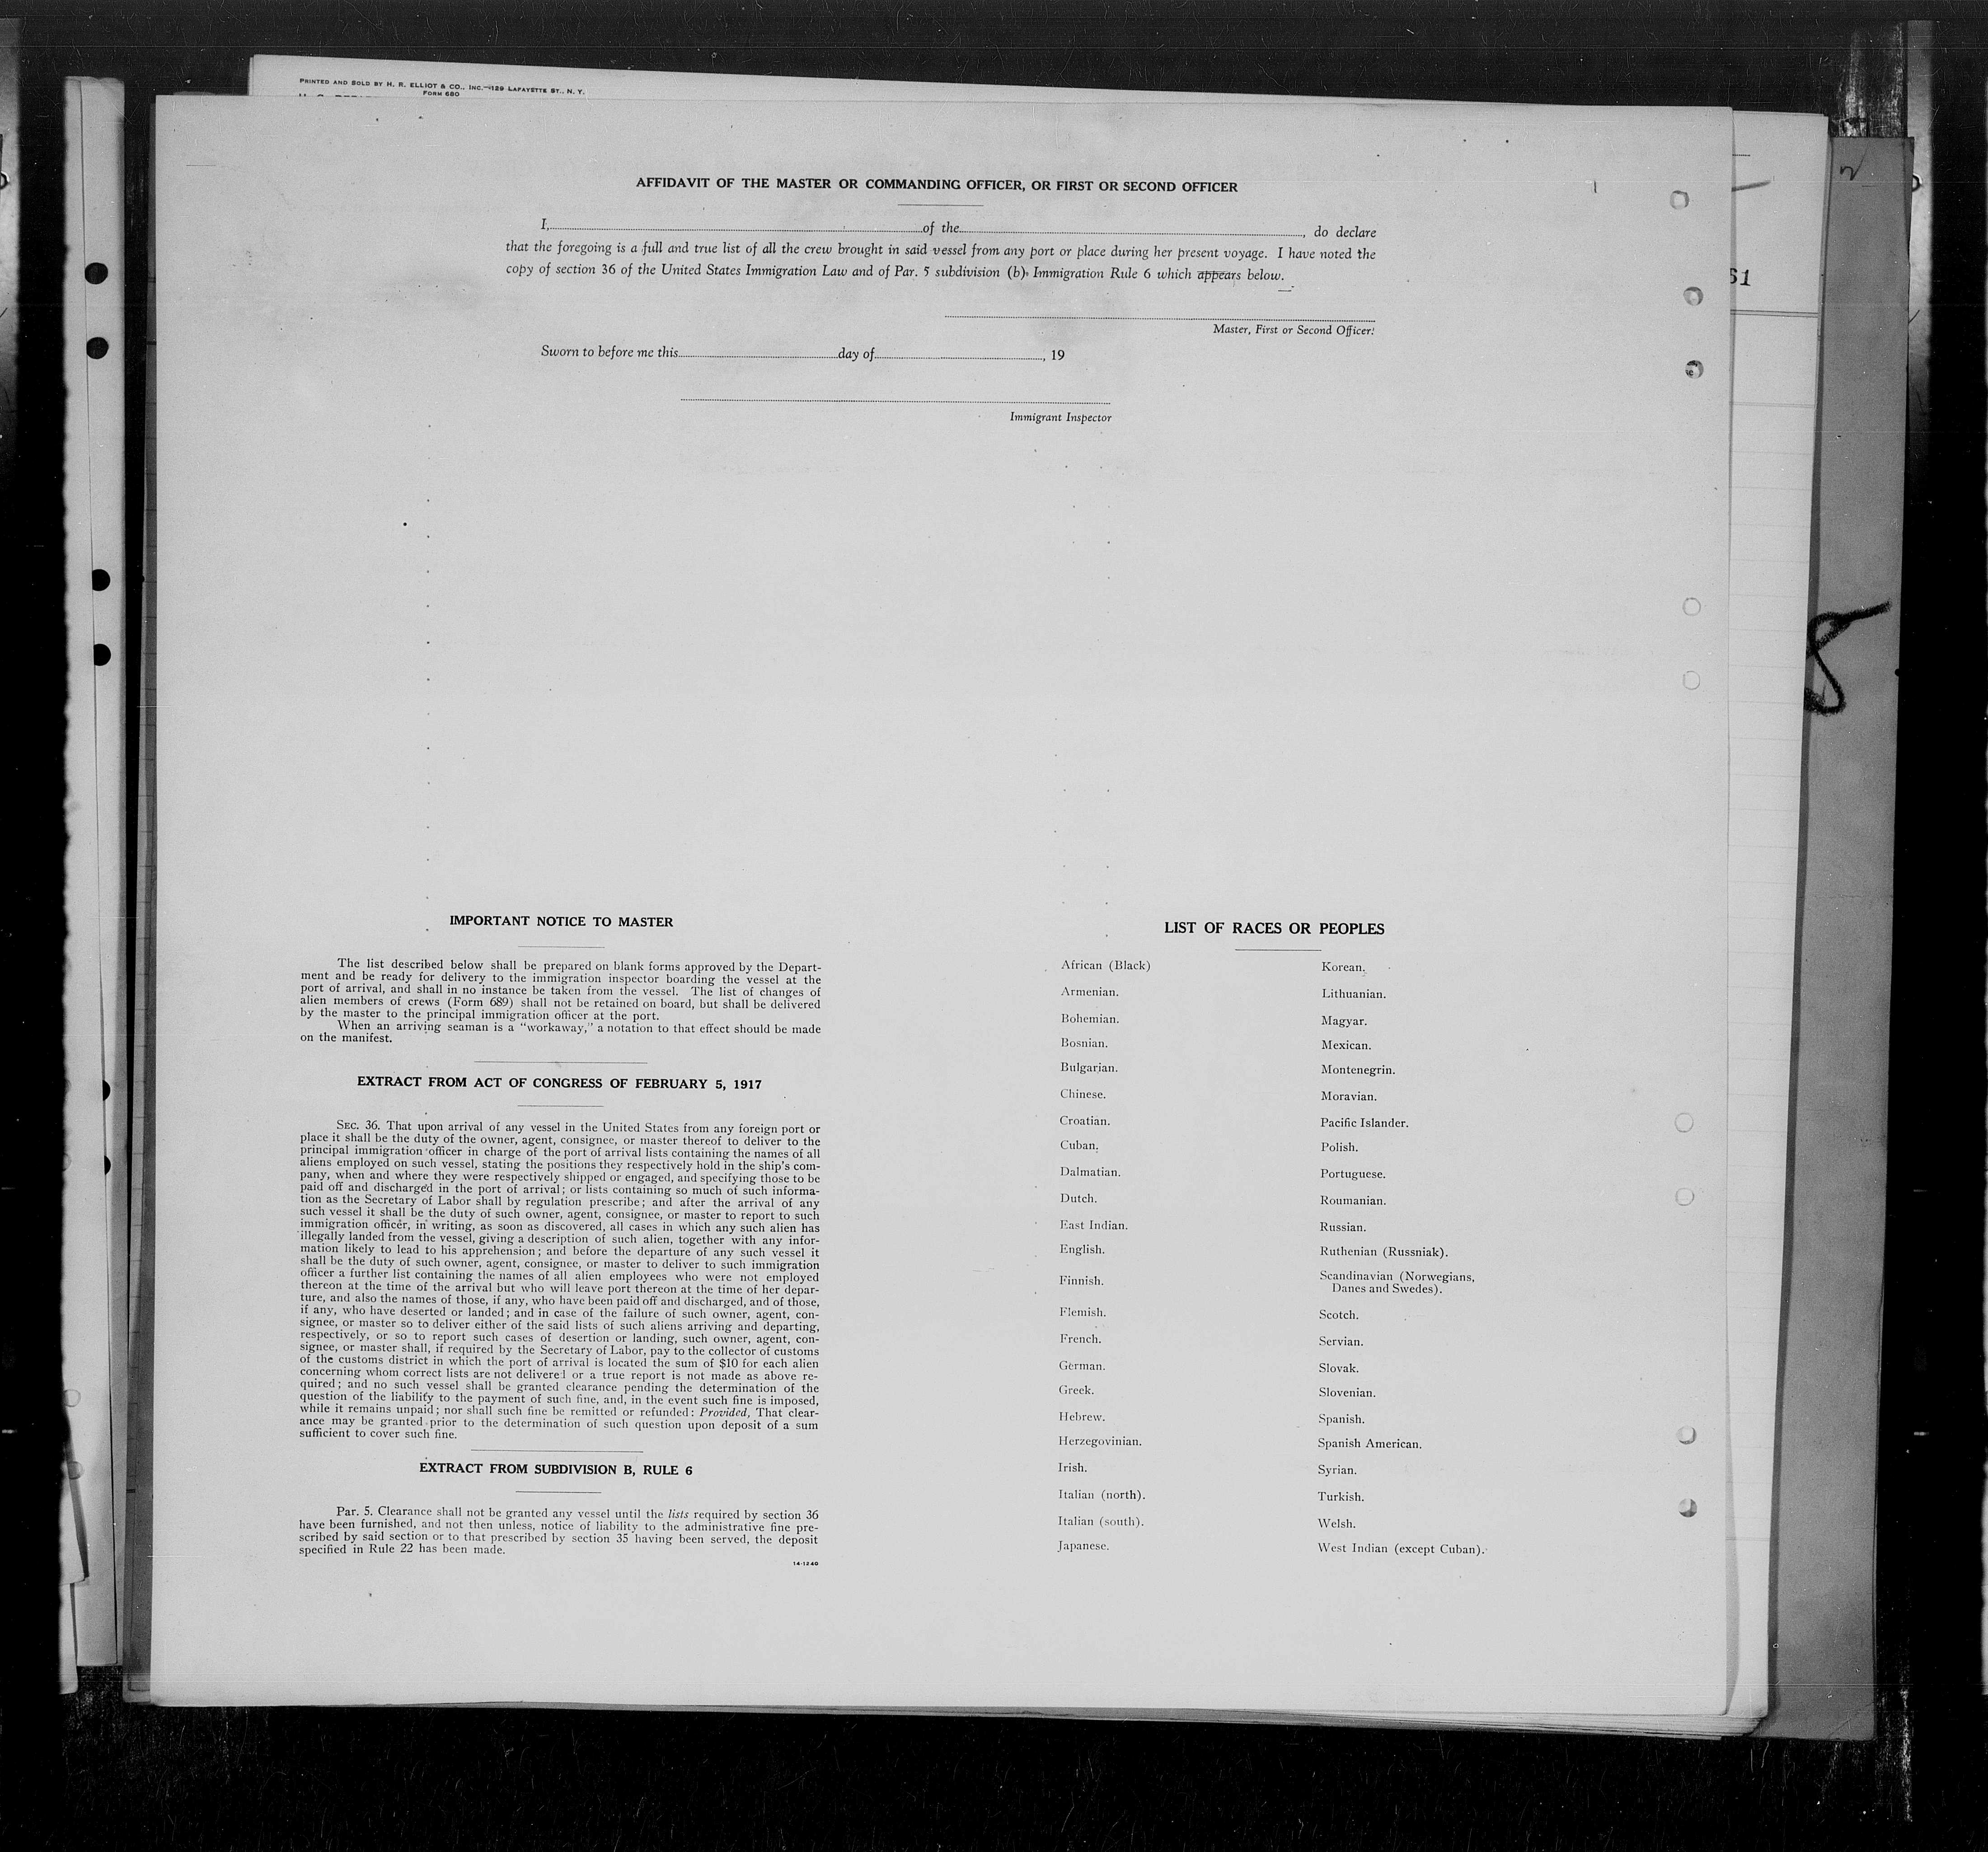 PRINTED AND SOLD BY H. R. ELLIOT & CO., INC.—129 LAFAYETTE ST., N. Y.
FORM 680
AFFIDAVIT OF THE MASTER OR COMMANDING OFFICER, OR FIRST OR SECOND OFFICER
I, of the , do declare
that the foregoing is a full and true list of all the crew brought in said vessel from any port or place during her present voyage. I have noted the
copy of section 36 of the United States Immigration Law and of Par. 5 subdivision (b) Immigration Rule 6 which appears below.
61
Master, First or Second Officer.
Sworn to before me this day of , 19
Immigrant Inspector
8
IMPORTANT NOTICE TO MASTER
The list described below shall be prepared on blank forms approved by the Depart-
ment and be ready for delivery to the immigration inspector boarding the vessel at the
port of arrival, and shall in no instance be taken from the vessel. The list of changes of
alien members of crews (Form 689) shall not be retained on board, but shall be delivered
by the master to the principal immigration officer at the port.
When an arriving seaman is a "workaway," a notation to that effect should be made
on the manifest.
EXTRACT FROM ACT OF CONGRESS OF FEBRUARY 5, 1917
SEC. 36. That upon arrival of any vessel in the United States from any foreign port or
place it shall be the duty of the owner, agent, consignee, or master thereof to deliver to the
principal immigration officer in charge of the port of arrival lists containing the names of all
aliens employed on such vessel, stating the positions they respectively hold in the ship's com-
pany, when and where they were respectively shipped or engaged, and specifying those to be
paid off and discharged in the port of arrival; or lists containing so much of such informa-
tion as the Secretary of Labor shall by regulation prescribe; and after the arrival of any
such vessel it shall be the duty of such owner, agent, consignee, or master to report to such
immigration officer, in writing, as soon as discovered, all cases in which any such alien has
illegally landed from the vessel, giving a description of such alien, together with any infor-
mation likely to lead to his apprehension; and before the departure of any such vessel it
shall be the duty of such owner, agent, consignee, or master to deliver to such immigration
officer a further list containing the names of all alien employees who were not employed
thereon at the time of the arrival but who will leave port thereon at the time of her depar-
ture, and also the names of those, if any, who have been paid off and discharged, and of those,
if any, who have deserted or landed; and in case of the failure of such owner, agent, con-
signee, or master so to deliver either of the said lists of such aliens arriving and departing,
respectively, or so to report such cases of desertion or landing, such owner, agent, con-
signee, or master shall, if required by the Secretary of Labor, pay to the collector of customs
of the customs district in which the port of arrival is located the sum of $10 for each alien
concerning whom correct lists are not delivered or a true report is not made as above re-
quired; and no such vessel shall be granted clearance pending the determination of the
question of the liability to the payment of such fine, and, in the event such fine is imposed,
while it remains unpaid; nor shall such fine be remitted or refunded: Provided, That clear-
ance may be granted prior to the determination of such question upon deposit of a sum
sufficient to cover such fine.
EXTRACT FROM SUBDIVISION B, RULE 6
Par. 5. Clearance shall not be granted any vessel until the lists required by section 36
have been furnished, and not then unless, notice of liability to the administrative fine pre-
scribed by said section or to that prescribed by section 35 having been served, the deposit
specified in Rule 22 has been made.
14-1240
LIST OF RACES OR PEOPLES
African (Black)
Armenian.
Bohemian.
Bosnian.
Bulgarian.
Chinese.
Croatian.
Cuban.
Dalmatian.
Dutch.
East Indian.
English.
Finnish.
Flemish.
French.
German.
Greek.
Hebrew.
Herzegovinian.
Irish.
Italian (north).
Italian (south).
Japanese.
Korean.
Lithuanian.
Magyar.
Mexican.
Montenegrin.
Moravian.
Pacific Islander.
Polish.
Portuguese.
Roumanian.
Russian.
Ruthenian (Russniak).
Scandinavian (Norwegians,
Danes and Swedes).
Scotch.
Servian.
Slovak.
Slovenian.
Spanish.
Spanish American.
Syrian.
Turkish.
Welsh.
West Indian (except Cuban).